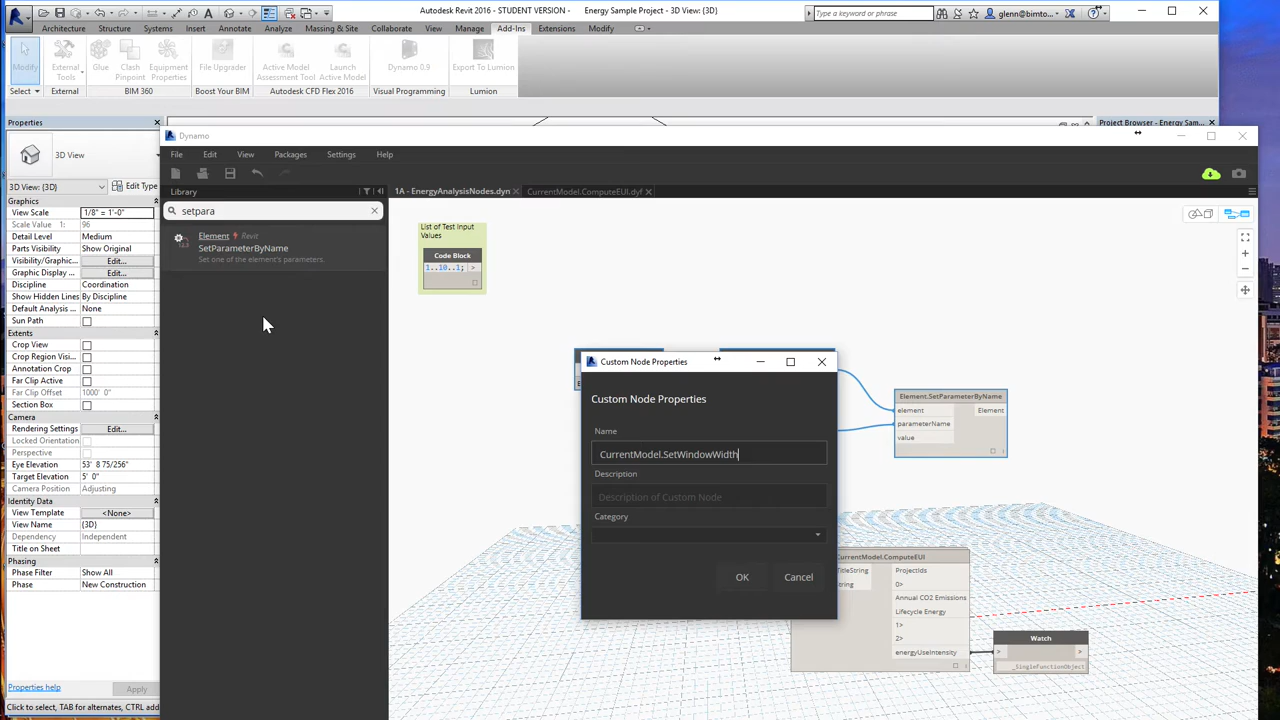 Autodesk Revit 2016 - STUDENT VERSION - Energy Sample Project - 3D View: {3D}
Type a keyword or phrase
glenn@bimto...
Architecture Structure Systems Insert Annotate Analyze Massing & Site Collaborate View Manage Add-Ins Extensions Modify
Modify
External Tools
Glue
Clash Pinpoint
Equipment Properties
File Upgrader
Active Model Assessment Tool
Launch Active Model
Dynamo 0.9
Export To Lumion
Select
External
BIM 360
Boost Your BIM
Autodesk CFD Flex 2016
Visual Programming
Lumion
Properties
Project Browser - Energy Sam...
3D View
3D View: {3D}
Edit Type
Graphics
View Scale 1/8" = 1'-0"
Scale Value 1: 96
Detail Level Medium
Parts Visibility Show Original
Visibility/Graphic... Edit...
Graphic Display ... Edit...
Discipline Coordination
Show Hidden Lines By Discipline
Default Analysis ... None
Sun Path
Extents
Crop View
Crop Region Visi...
Annotation Crop
Far Clip Active
Far Clip Offset 1000' 0"
Section Box
Camera
Rendering Settings Edit...
Locked Orientation
Perspective
Eye Elevation 53' 8 75/256"
Target Elevation 5' 0"
Camera Position Adjusting
Identity Data
View Template <None>
View Name {3D}
Dependency Independent
Title on Sheet
Phasing
Phase Filter Show All
Phase New Construction
Properties help
Apply
Click to select, TAB for alternates, CTRL add
Dynamo
File Edit View Packages Settings Help
Library
1A - EnergyAnalysisNodes.dyn
CurrentModel.ComputeEUI.dyf
setpara
Element Revit
SetParameterByName
Set one of the element's parameters.
List of Test Input
Values
Code Block
1..10..1; >
Custom Node Properties
Custom Node Properties
Name
CurrentModel.SetWindowWidth
Description
Description of Custom Node
Category
OK
Cancel
Element.SetParameterByName
element Element
parameterName
value
CurrentModel.ComputeEUI
TitleString ProjectIds
0>
Annual CO2 Emissions
Lifecycle Energy
1>
2>
energyUseIntensity
Watch
> >
_SingleFunctionObject